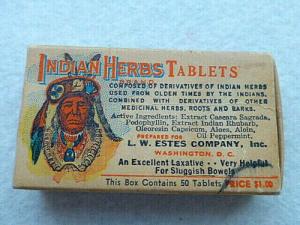 INDIAN HERBS TABLETS
BRAND
COMPOSED OF DERIVATIVES OF INDIAN HERBS
USED FROM OLDEN TIMES BY THE INDIANS,
COMBINED WITH DERIVATIVES OF OTHER
MEDICINAL HERBS, ROOTS AND BARKS.
Active Ingredients: Extract Cascara Sagrada,
Podophyllin, Extract Indian Rhubarb,
Oleoresin Capsicum, Aloes, Aloin,
Oil Peppermint.
PREPARED FOR
L. W. ESTES COMPANY, Inc.
WASHINGTON, D. C.
An Excellent Laxative -- Very Helpful
For Sluggish Bowels
This Box Contains 50 Tablets PRICE $1.00